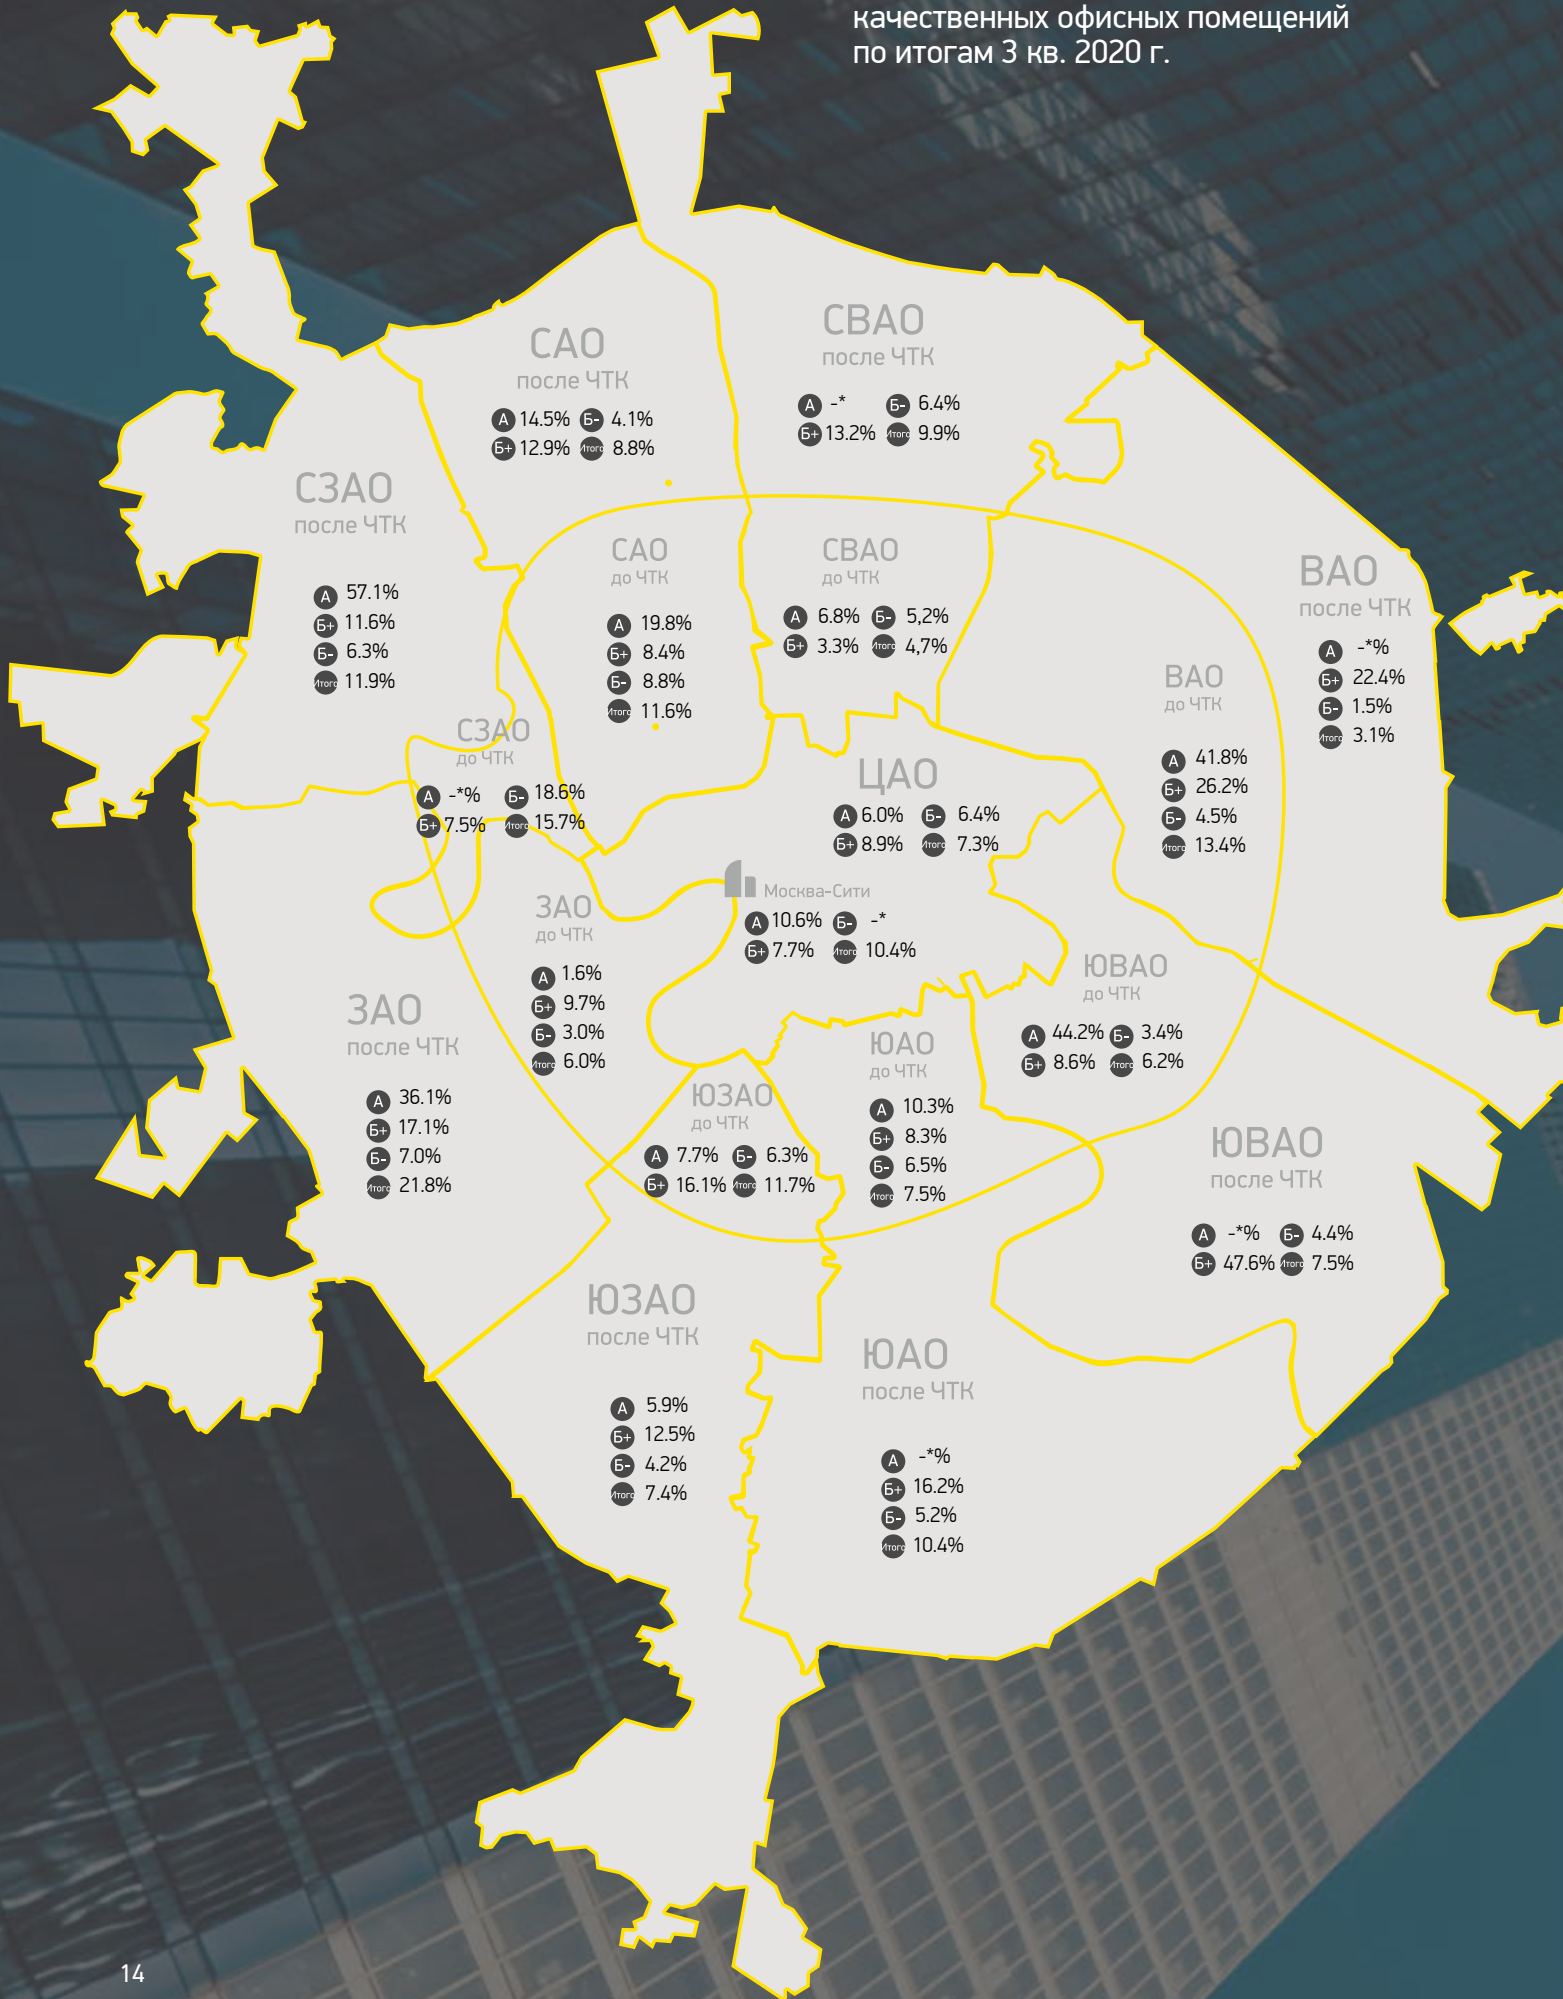 качественных офисных помещений
по итогам 3 кв. 2020 г.
САО
после ЧТК
А 14.5% Б- 4.1%
Б+ 12.9% Итого 8.8%
СВАО
после ЧТК
А -* Б- 6.4%
Б+ 13.2% Итого 9.9%
СЗАО
после ЧТК
А 57.1%
Б+ 11.6%
Б- 6.3%
Итого 11.9%
САО
до ЧТК
А 19.8%
Б+ 8.4%
Б- 8.8%
Итого 11.6%
СВАО
до ЧТК
А 6.8% Б- 5,2%
Б+ 3.3% Итого 4,7%
ВАО
после ЧТК
А -*%
Б+ 22.4%
Б- 1.5%
Итого 3.1%
ВАО
до ЧТК
А 41.8%
Б+ 26.2%
Б- 4.5%
Итого 13.4%
СЗАО
до ЧТК
А -*% Б- 18.6%
Б+ 7.5% Итого 15.7%
ЦАО
А 6.0% Б- 6.4%
Б+ 8.9% Итого 7.3%
Москва-Сити
А 10.6% Б- -*
Б+ 7.7% Итого 10.4%
ЗАО
до ЧТК
А 1.6%
Б+ 9.7%
Б- 3.0%
Итого 6.0%
ЮВАО
до ЧТК
А 44.2% Б- 3.4%
Б+ 8.6% Итого 6.2%
ЗАО
после ЧТК
А 36.1%
Б+ 17.1%
Б- 7.0%
Итого 21.8%
ЮАО
до ЧТК
А 10.3%
Б+ 8.3%
Б- 6.5%
Итого 7.5%
ЮЗАО
до ЧТК
А 7.7% Б- 6.3%
Б+ 16.1% Итого 11.7%
ЮВАО
после ЧТК
А -*% Б- 4.4%
Б+ 47.6% Итого 7.5%
ЮЗАО
после ЧТК
А 5.9%
Б+ 12.5%
Б- 4.2%
Итого 7.4%
ЮАО
после ЧТК
А -*%
Б+ 16.2%
Б- 5.2%
Итого 10.4%
14